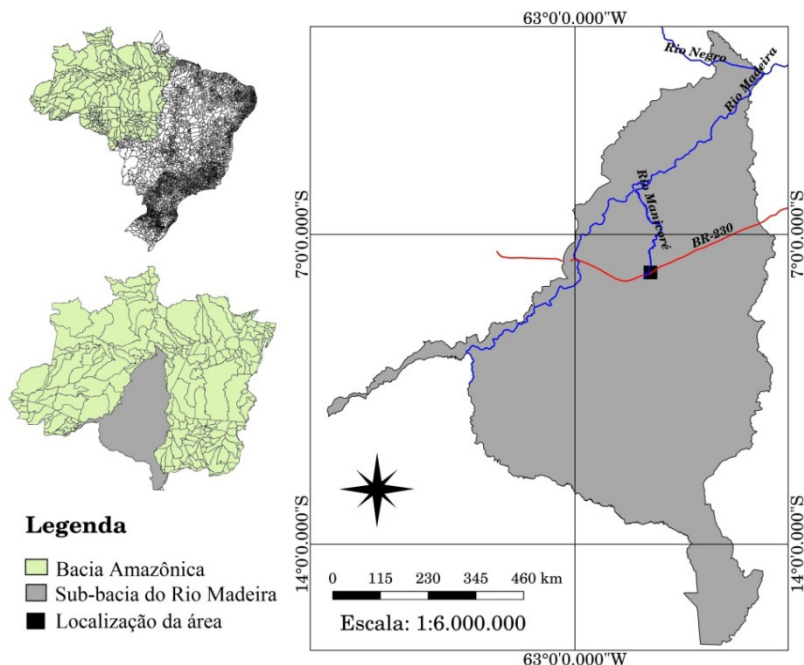 63°0'0.000"W
Rio Negro
Rio Madeira
Rio Manicoré
BR-230
7°0'0.000"S
7°0'0.000"S
14°0'0.000"S
14°0'0.000"S
0 115 230 345 460 km
Escala: 1:6.000.000
63°0'0.000"W
Legenda
Bacia Amazônica
Sub-bacia do Rio Madeira
Localização da área